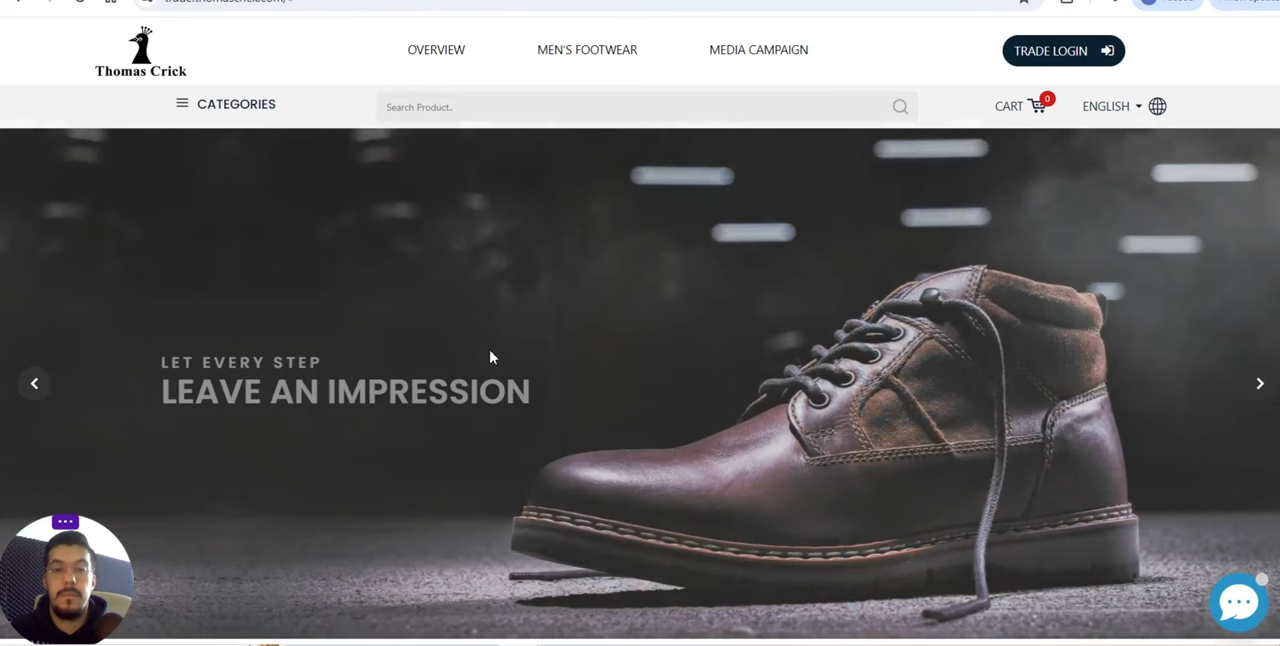 OVERVIEW
MEN'S FOOTWEAR
MEDIA CAMPAIGN
TRADE LOGIN
Thomas Crick
CATEGORIES
Search Product..
CART
0
ENGLISH
LET EVERY STEP
LEAVE AN IMPRESSION